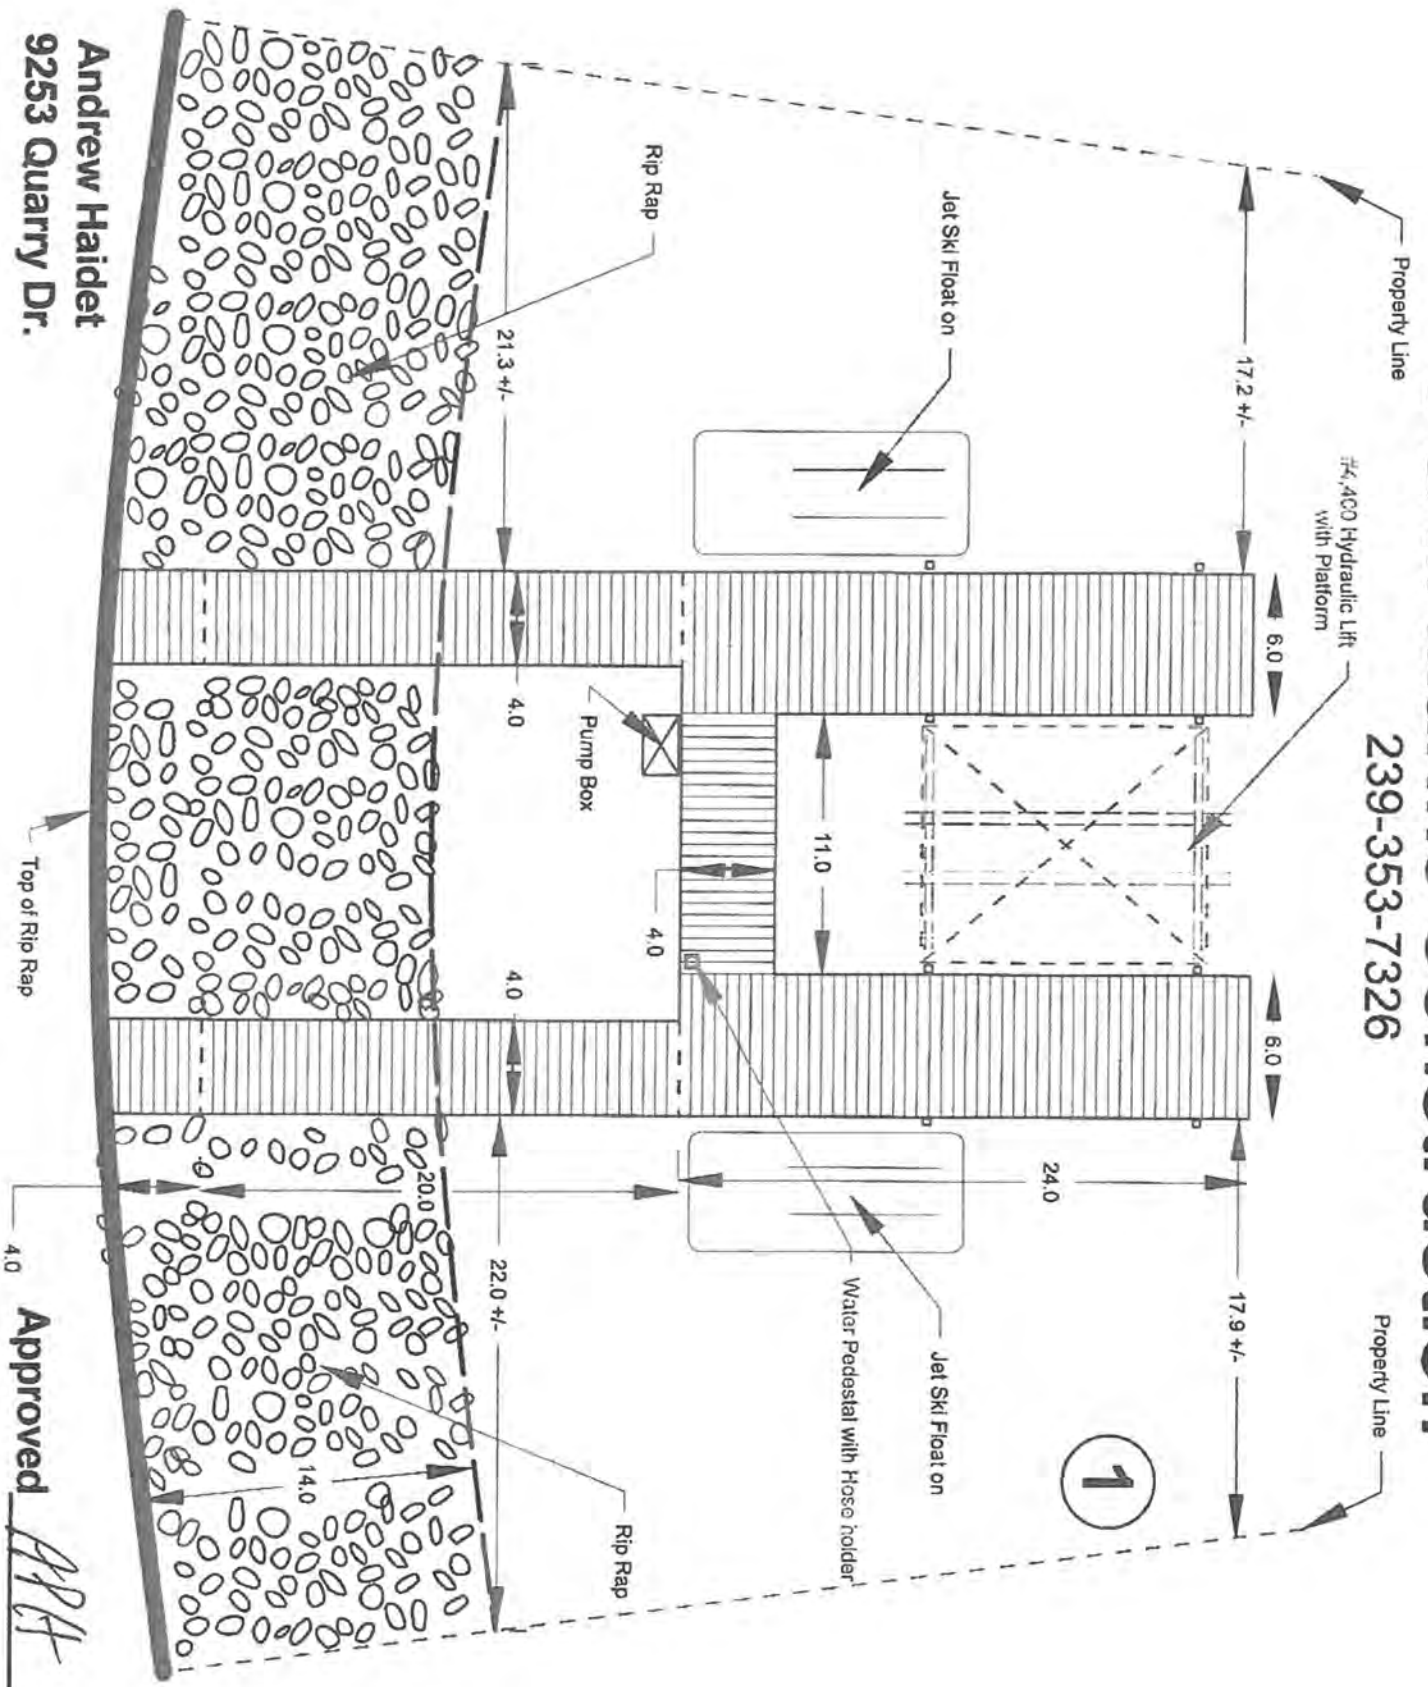 239-353-7326
Property Line
Property Line
#4,400 Hydraulic Lift
with Platform
6.0
6.0
17.2 +/-
17.9 +/-
1
24.0
Jet Ski Float on
Jet Ski Float on
11.0
4.0
Water Pedestal with Hose holder
Pump Box
Rip Rap
Rip Rap
21.3 +/-
4.0
4.0
22.0 +/-
20.0
14.0
4.0
Top of Rip Rap
Andrew Haidet
9253 Quarry Dr.
Approved